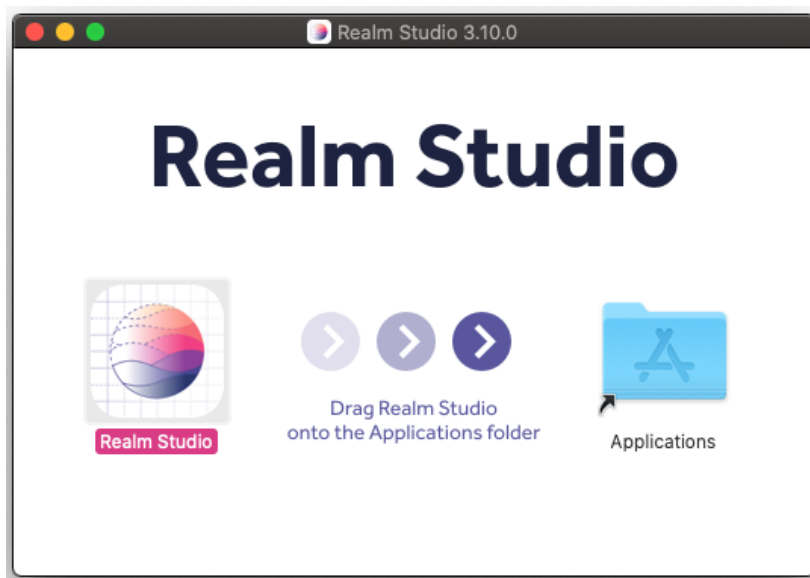 Realm Studio 3.10.0
Realm Studio
Drag Realm Studio
onto the Applications folder
Realm Studio
Applications